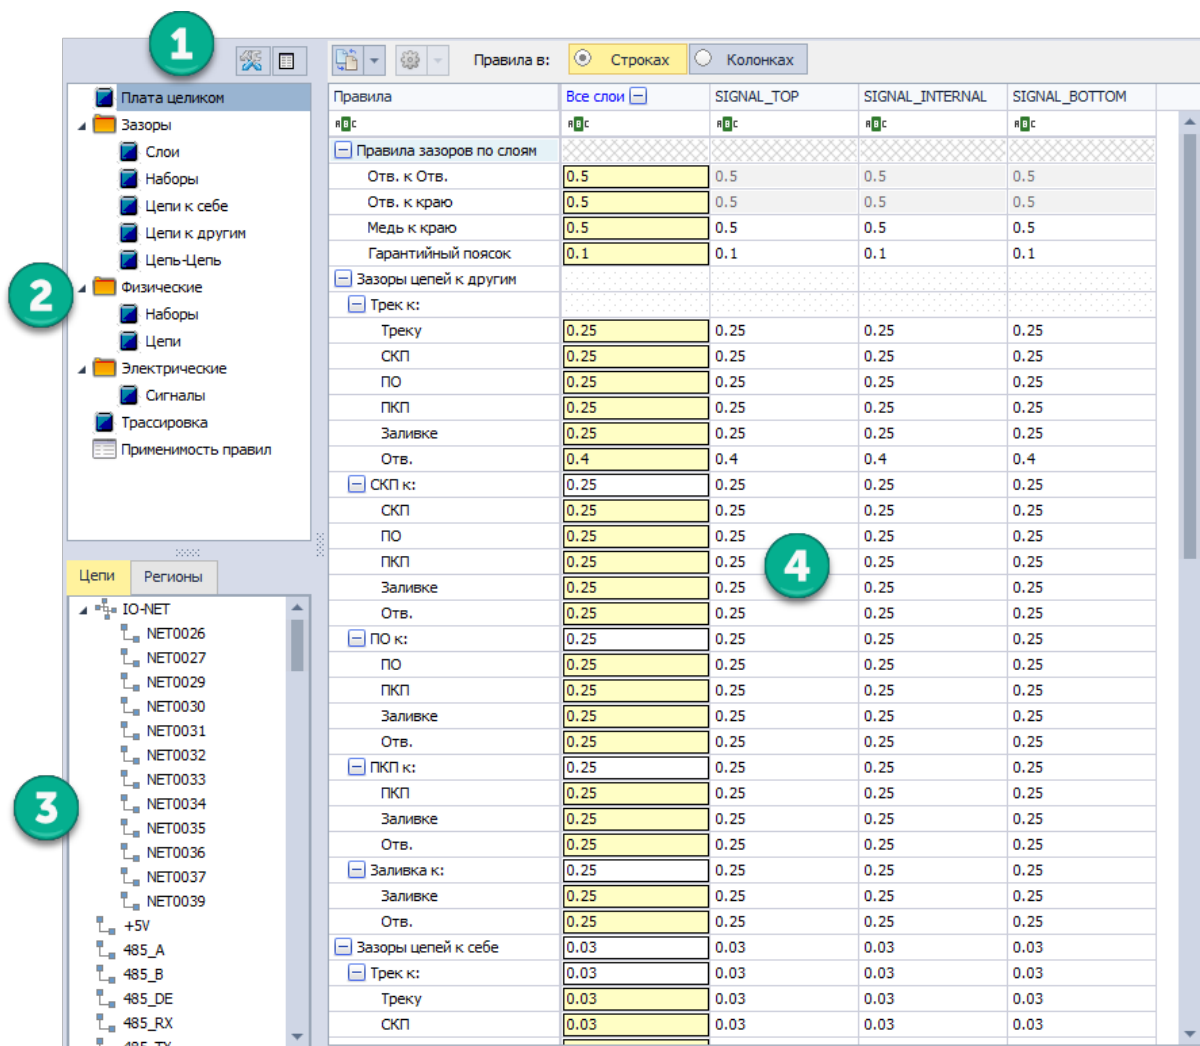 1
Правила в: Строках Колонках
Плата целиком
Зазоры
Слои
Наборы
Цепи к себе
Цепи к другим
Цепь-Цепь
2
Физические
Наборы
Цепи
Электрические
Сигналы
Трассировка
Применимость правил
Цепи Регионы
IO-NET
NET0026
NET0027
NET0029
NET0030
NET0031
NET0032
NET0033
NET0034
NET0035
NET0036
NET0037
NET0039
3
+5V
485_A
485_B
485_DE
485_RX
485_TX
Правила Все слои SIGNAL_TOP SIGNAL_INTERNAL SIGNAL_BOTTOM
ABC ABC ABC ABC ABC
Правила зазоров по слоям
Отв. к Отв. 0.5 0.5 0.5 0.5
Отв. к краю 0.5 0.5 0.5 0.5
Медь к краю 0.5 0.5 0.5 0.5
Гарантийный поясок 0.1 0.1 0.1 0.1
Зазоры цепей к другим
Трек к:
Треку 0.25 0.25 0.25 0.25
СКП 0.25 0.25 0.25 0.25
ПО 0.25 0.25 0.25 0.25
ПКП 0.25 0.25 0.25 0.25
Заливке 0.25 0.25 0.25 0.25
Отв. 0.4 0.4 0.4 0.4
СКП к: 0.25 0.25 0.25 0.25
СКП 0.25 0.25 0.25 0.25
ПО 0.25 0.25 0.25 0.25
ПКП 0.25 0.25 0.25 0.25
4
Заливке 0.25 0.25 0.25 0.25
Отв. 0.25 0.25 0.25 0.25
ПО к: 0.25 0.25 0.25 0.25
ПО 0.25 0.25 0.25 0.25
ПКП 0.25 0.25 0.25 0.25
Заливке 0.25 0.25 0.25 0.25
Отв. 0.25 0.25 0.25 0.25
ПКП к: 0.25 0.25 0.25 0.25
ПКП 0.25 0.25 0.25 0.25
Заливке 0.25 0.25 0.25 0.25
Отв. 0.25 0.25 0.25 0.25
Заливка к: 0.25 0.25 0.25 0.25
Заливке 0.25 0.25 0.25 0.25
Отв. 0.25 0.25 0.25 0.25
Зазоры цепей к себе 0.03 0.03 0.03 0.03
Трек к: 0.03 0.03 0.03 0.03
Треку 0.03 0.03 0.03 0.03
СКП 0.03 0.03 0.03 0.03